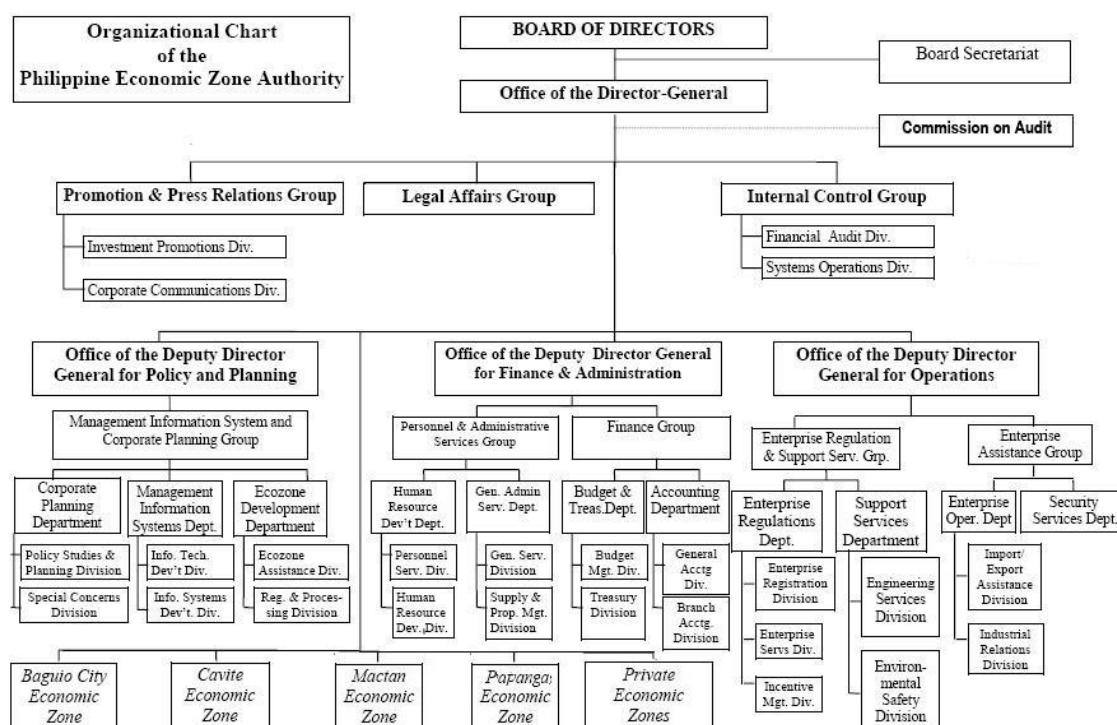 Organizational Chart
of the
Philippine Economic Zone Authority
BOARD OF DIRECTORS
Board Secretariat
Office of the Director-General
Commission on Audit
Promotion & Press Relations Group
Investment Promotions Div.
Corporate Communications Div.
Legal Affairs Group
Internal Control Group
Financial Audit Div.
Systems Operations Div.
Office of the Deputy Director
General for Policy and Planning
Management Information System and
Corporate Planning Group
Corporate
Planning
Department
Policy Studies &
Planning Division
Special Concerns
Division
Management
Information
Systems Dept.
Info. Tech.
Dev't Div.
Info. Systems
Dev't. Div.
Ecozone
Development
Department
Ecozone
Assistance Div.
Reg. & Proces-
sing Division
Office of the Deputy Director General
for Finance & Administration
Personnel & Administrative
Services Group
Human
Resource
Dev't Dept.
Personnel
Serv. Div.
Human
Resource
Dev. Div.
Gen. Admin
Serv. Dept.
Gen. Serv.
Division
Supply &
Prop. Mgt.
Division
Finance Group
Budget &
Treas.Dept.
Budget
Mgt. Div.
Treasury
Division
Accounting
Department
General
Acctg
Div.
Branch
Acctg.
Division
Office of the Deputy Director
General for Operations
Enterprise Regulation
& Support Serv. Grp.
Enterprise
Regulations
Dept.
Enterprise
Registration
Division
Enterprise
Servs Div.
Incentive
Mgt. Div.
Support
Services
Department
Engineering
Services
Division
Environ-
mental
Safety
Division
Enterprise
Assistance Group
Enterprise
Oper. Dept
Import/
Export
Assistance
Division
Industrial
Relations
Division
Security
Services Dept.
Baguio City
Economic
Zone
Cavite
Economic
Zone
Mactan
Economic
Zone
Economic
Zone
Private
Economic
Zones